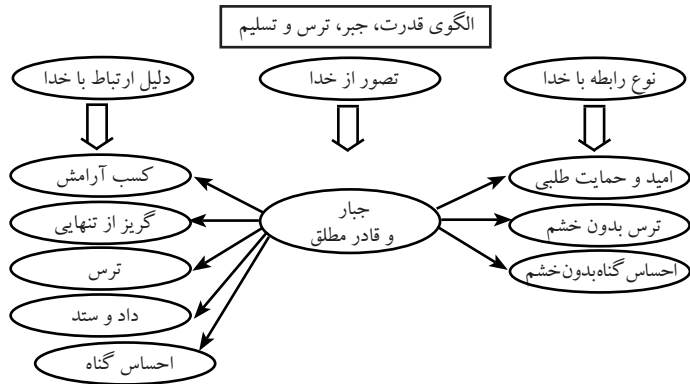 الگوی قدرت، جبر، ترس و تسلیم
نوع رابطه با خدا
تصور از خدا
دلیل ارتباط با خدا
امید و حمایت طلبی
ترس بدون خشم
احساس گناه‌بدون‌خشم
جبار
و قادر مطلق
کسب آرامش
گریز از تنهایی
ترس
داد و ستد
احساس گناه